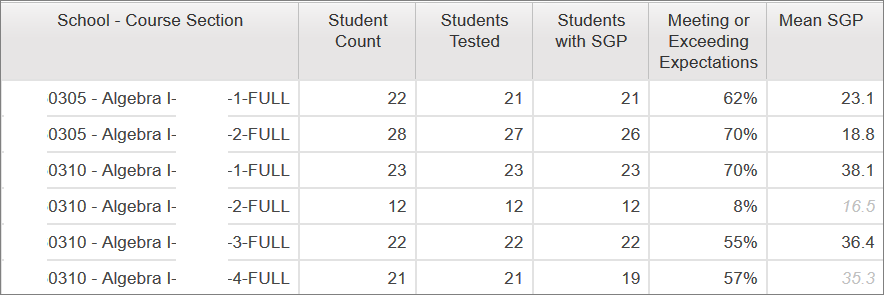 School - Course Section Student Count Students Tested Students with SGP Meeting or Exceeding Expectations Mean SGP
0305 - Algebra I- -1-FULL 22 21 21 62% 23.1
0305 - Algebra I- -2-FULL 28 27 26 70% 18.8
0310 - Algebra I- -1-FULL 23 23 23 70% 38.1
0310 - Algebra I- -2-FULL 12 12 12 8% 16.5
0310 - Algebra I- -3-FULL 22 22 22 55% 36.4
0310 - Algebra I- -4-FULL 21 21 19 57% 35.3